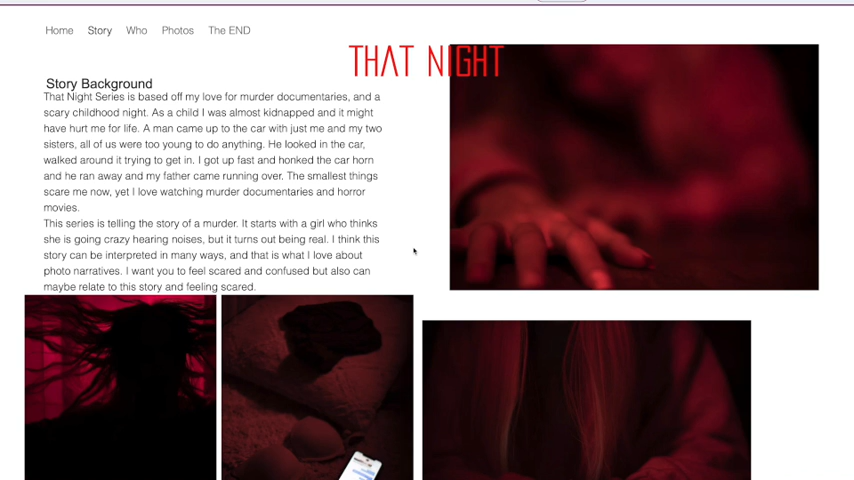 Home Story Who Photos The END
THAT NIGHT
Story Background
That Night Series is based off my love for murder documentaries, and a
scary childhood night. As a child I was almost kidnapped and it might
have hurt me for life. A man came up to the car with just me and my two
sisters, all of us were too young to do anything. He looked in the car,
walked around it trying to get in. I got up fast and honked the car horn
and he ran away and my father came running over. The smallest things
scare me now, yet I love watching murder documentaries and horror
movies.
This series is telling the story of a murder. It starts with a girl who thinks
she is going crazy hearing noises, but it turns out being real. I think this
story can be interpreted in many ways, and that is what I love about
photo narratives. I want you to feel scared and confused but also can
maybe relate to this story and feeling scared.